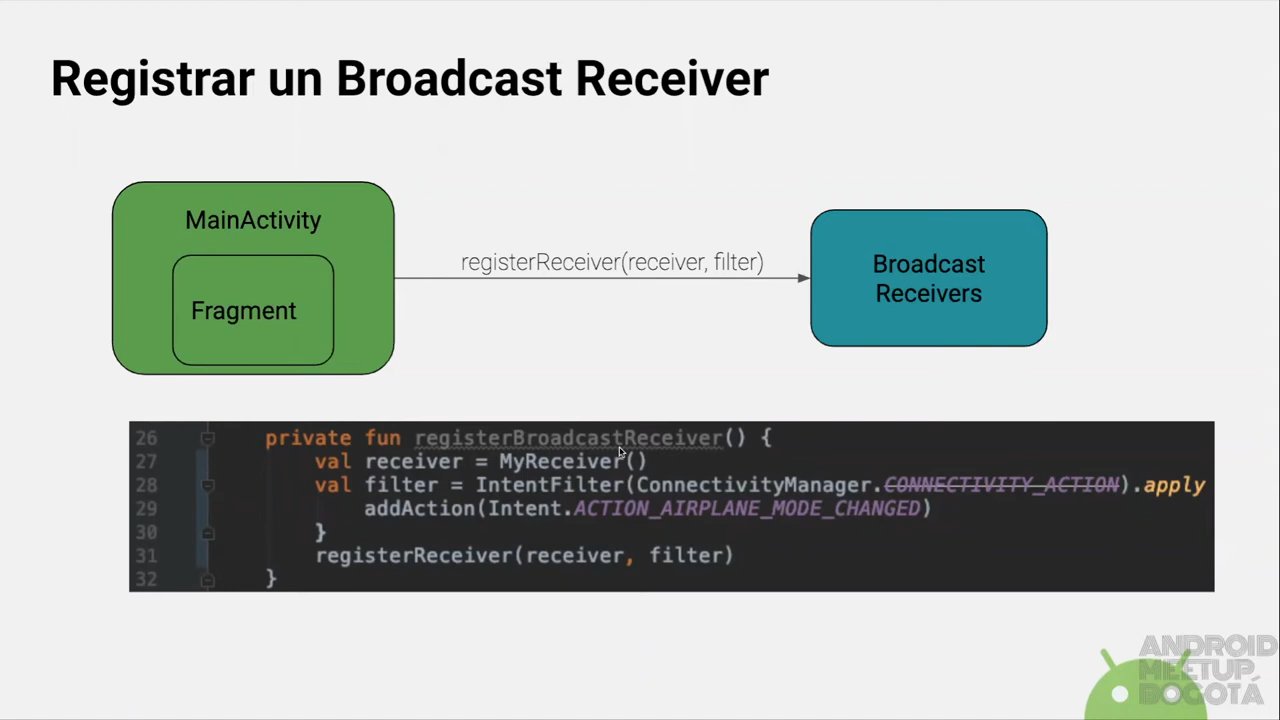 Registrar un Broadcast Receiver
MainActivity
Fragment
registerReceiver(receiver, filter)
Broadcast
Receivers
26 private fun registerBroadcastReceiver() {
27 val receiver = MyReceiver()
28 val filter = IntentFilter(ConnectivityManager.CONNECTIVITY_ACTION).apply
29 addAction(Intent.ACTION_AIRPLANE_MODE_CHANGED)
30 }
31 registerReceiver(receiver, filter)
32 }
ANDROID
MEETUP
BOGOTÁ